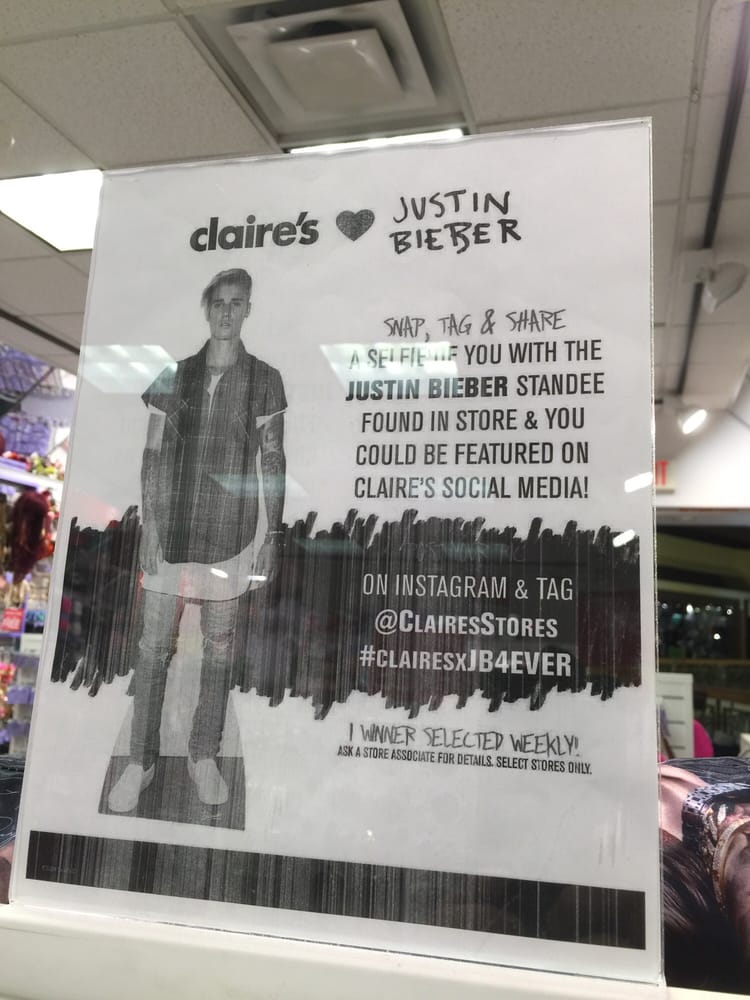 claire's ♥ JUSTIN BIEBER
SNAP, TAG & SHARE
A SELFIE OF YOU WITH THE
JUSTIN BIEBER STANDEE
FOUND IN STORE & YOU
COULD BE FEATURED ON
CLAIRE'S SOCIAL MEDIA!
ON INSTAGRAM & TAG
@CLAIRESSTORES
#CLAIRESXJB4EVER
1 WINNER SELECTED WEEKLY!
ASK A STORE ASSOCIATE FOR DETAILS. SELECT STORES ONLY.